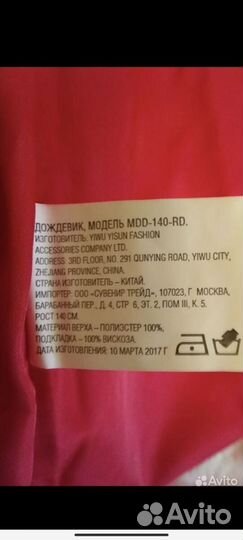 ДОЖДЕВИК, МОДЕЛЬ MDD-140-RD.
ИЗГОТОВИТЕЛЬ: YIWU YISUN FASHION
ACCESSORIES COMPANY LTD.
ADDRESS: 3RD FLOOR, NO. 291 QUNYING ROAD, YIWU CITY,
ZHEJIANG PROVINCE, CHINA.
СТРАНА ИЗГОТОВИТЕЛЬ – КИТАЙ.
ИМПОРТЕР: ООО «СУВЕНИР ТРЕЙД», 107023, Г МОСКВА,
БАРАБАННЫЙ ПЕР., Д. 4, СТР 6, ЭТ. 2, ПОМ III, К. 5.
РОСТ 140 СМ.
МАТЕРИАЛ ВЕРХА – ПОЛИЭСТЕР 100%,
ПОДКЛАДКА – 100% ВИСКОЗА.
ДАТА ИЗГОТОВЛЕНИЯ: 10 МАРТА 2017 Г
Avito
Avito